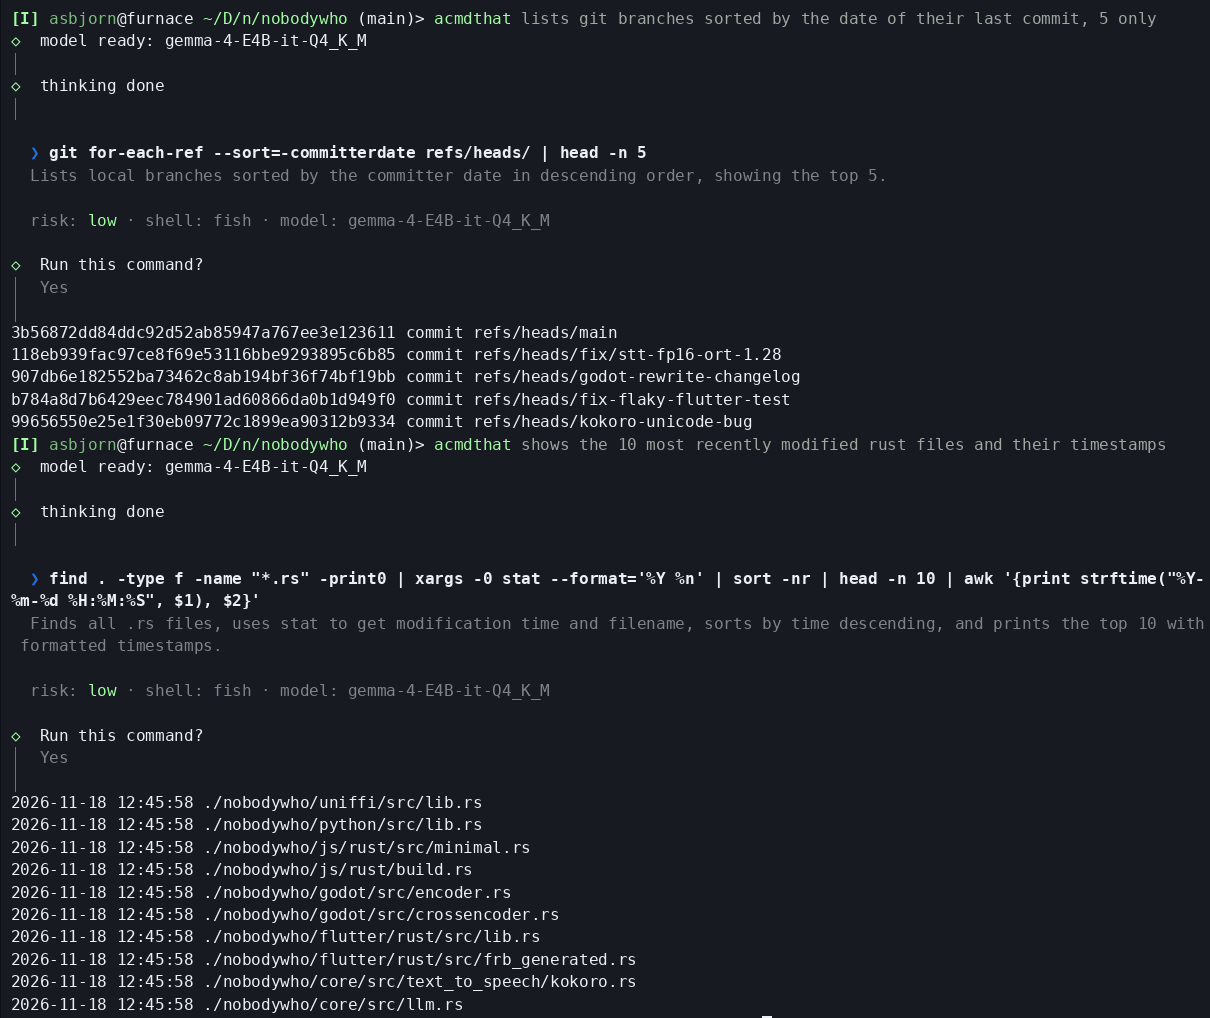 [I] asbjorn@furnace ~/D/n/nobodywho (main)> acmdthat lists git branches sorted by the date of their last commit, 5 only
◇  model ready: gemma-4-E4B-it-Q4_K_M
│
◇  thinking done
│
❯ git for-each-ref --sort=-committerdate refs/heads/ | head -n 5
Lists local branches sorted by the committer date in descending order, showing the top 5.
risk: low · shell: fish · model: gemma-4-E4B-it-Q4_K_M
◇  Run this command?
│  Yes
│
3b56872dd84ddc92d52ab85947a767ee3e123611 commit refs/heads/main
118eb939fac97ce8f69e53116bbe9293895c6b85 commit refs/heads/fix/stt-fp16-ort-1.28
907db6e182552ba73462c8ab194bf36f74bf19bb commit refs/heads/godot-rewrite-changelog
b784a8d7b6429eec784901ad60866da0b1d949f0 commit refs/heads/fix-flaky-flutter-test
99656550e25e1f30eb09772c1899ea90312b9334 commit refs/heads/kokoro-unicode-bug
[I] asbjorn@furnace ~/D/n/nobodywho (main)> acmdthat shows the 10 most recently modified rust files and their timestamps
◇  model ready: gemma-4-E4B-it-Q4_K_M
│
◇  thinking done
│
❯ find . -type f -name "*.rs" -print0 | xargs -0 stat --format='%Y %n' | sort -nr | head -n 10 | awk '{print strftime("%Y-
%m-%d %H:%M:%S", $1), $2}'
Finds all .rs files, uses stat to get modification time and filename, sorts by time descending, and prints the top 10 with
formatted timestamps.
risk: low · shell: fish · model: gemma-4-E4B-it-Q4_K_M
◇  Run this command?
│  Yes
│
2026-11-18 12:45:58 ./nobodywho/uniffi/src/lib.rs
2026-11-18 12:45:58 ./nobodywho/python/src/lib.rs
2026-11-18 12:45:58 ./nobodywho/js/rust/src/minimal.rs
2026-11-18 12:45:58 ./nobodywho/js/rust/build.rs
2026-11-18 12:45:58 ./nobodywho/godot/src/encoder.rs
2026-11-18 12:45:58 ./nobodywho/godot/src/crossencoder.rs
2026-11-18 12:45:58 ./nobodywho/flutter/rust/src/lib.rs
2026-11-18 12:45:58 ./nobodywho/flutter/rust/src/frb_generated.rs
2026-11-18 12:45:58 ./nobodywho/core/src/text_to_speech/kokoro.rs
2026-11-18 12:45:58 ./nobodywho/core/src/llm.rs